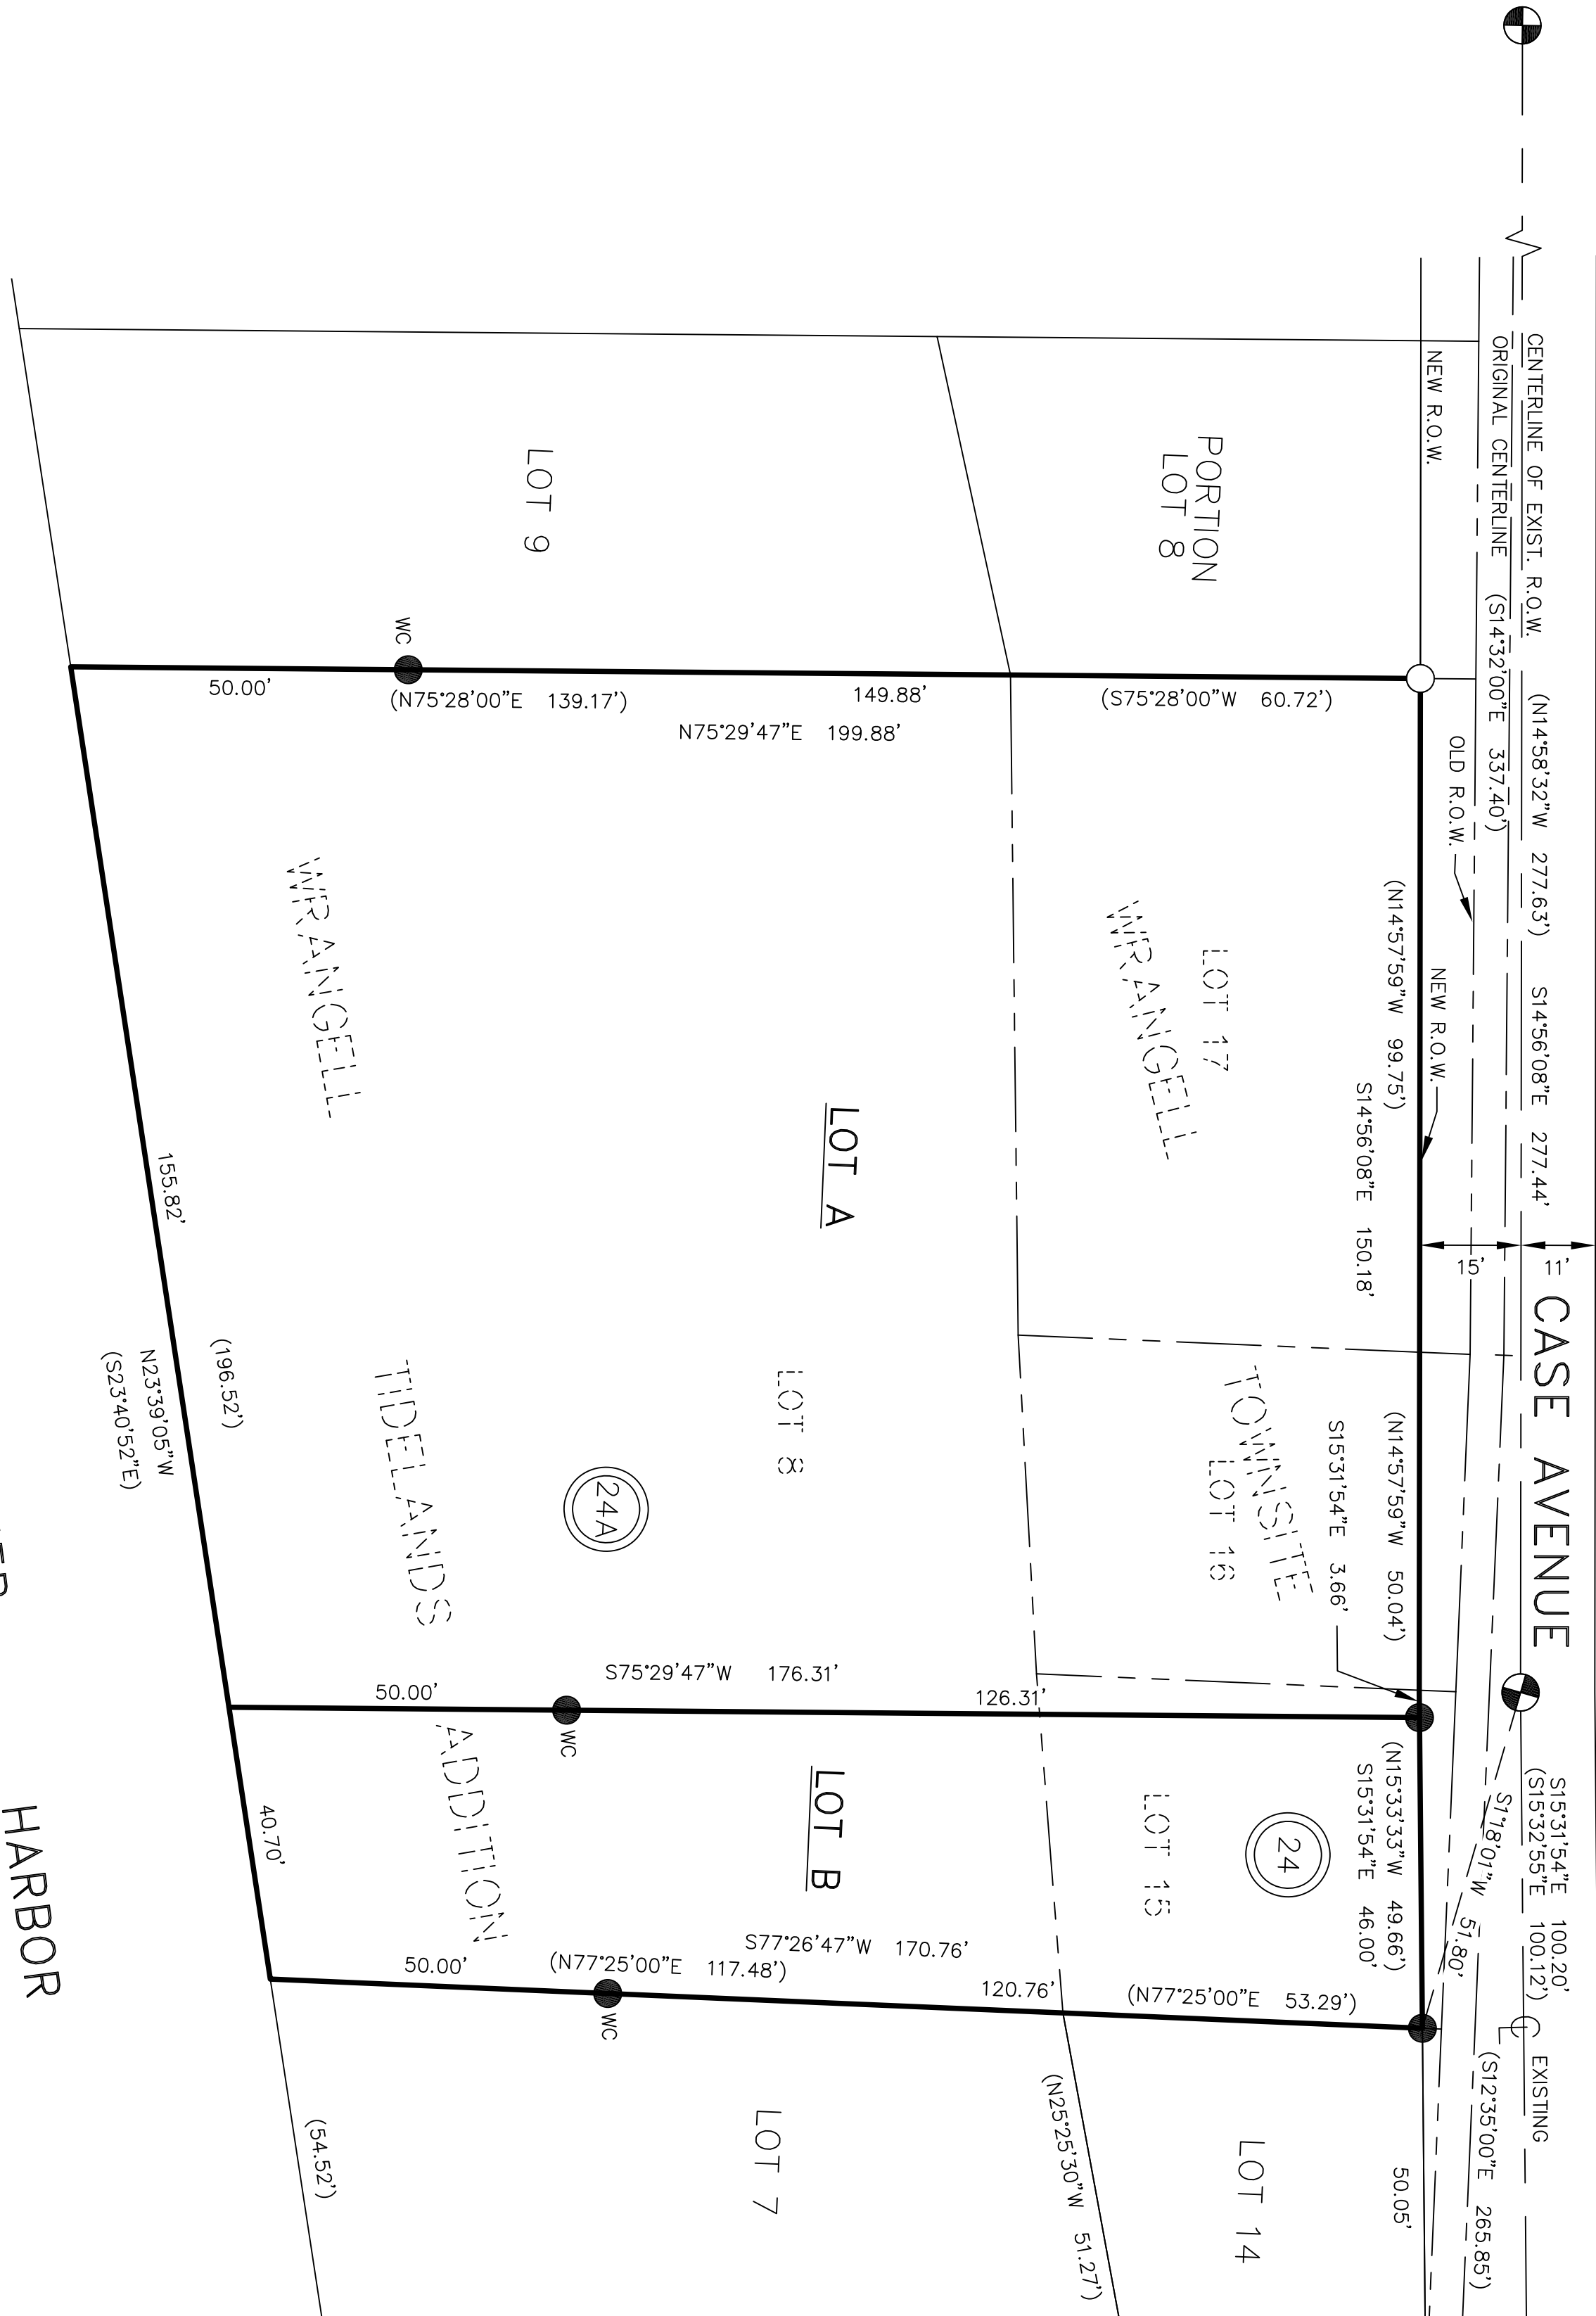 CENTERLINE OF EXIST. R.O.W. (N14°58'32"W 277.63') S14°56'08"E 277.44'
ORIGINAL CENTERLINE (S14°32'00"E 337.40')
NEW R.O.W.
OLD R.O.W.
NEW R.O.W.
15'
11'
CASE AVENUE
S15°31'54"E 100.20'
(S15°32'55"E 100.12')
S1°18'01"W 51.80'
EXISTING
(S12°35'00"E 265.85')
(N14°57'59"W 99.75')
S14°56'08"E 150.18'
(N14°57'59"W 50.04')
S15°31'54"E 3.66'
(N15°33'33"W 49.66')
S15°31'54"E 46.00'
50.05'
PORTION
LOT 8
LOT 17
WRANGELL
TOWNSITE
LOT 16
24
LOT 15
LOT 14
(S75°28'00"W 60.72')
149.88'
N75°29'47"E 199.88'
(N75°28'00"E 139.17')
WC
50.00'
LOT 9
LOT A
LOT 8
24A
126.31'
S75°29'47"W 176.31'
WC
50.00'
LOT B
(N77°25'00"E 53.29')
120.76'
S77°26'47"W 170.76'
(N77°25'00"E 117.48')
WC
50.00'
(N25°25'30"W 51.27')
LOT 7
WRANGELL
TIDELANDS
ADDITION
155.82'
(196.52')
N23°39'05"W
(S23°40'52"E)
40.70'
(54.52')
HARBOR